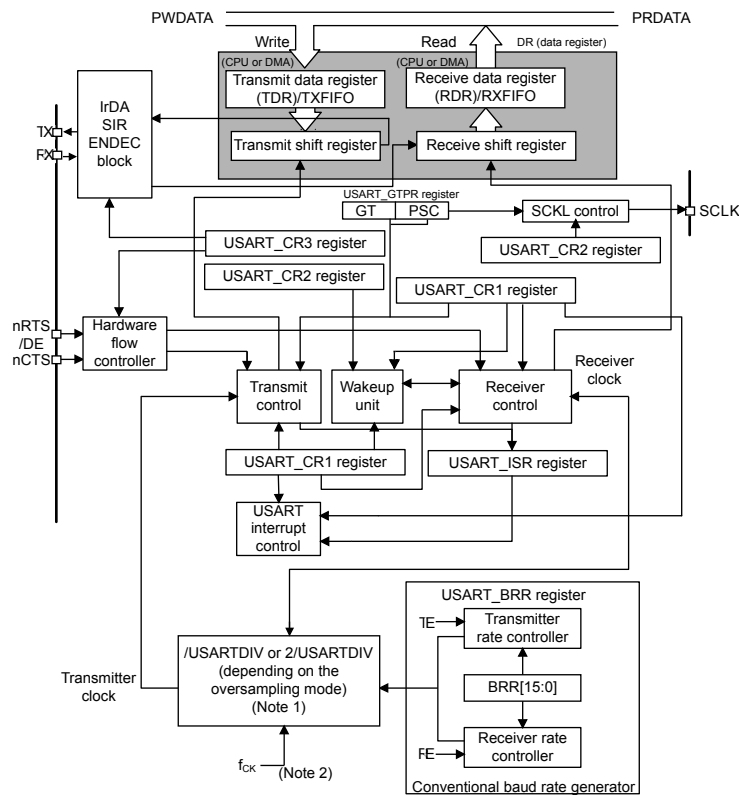 PWDATA
PRDATA
Write
Read
DR (data register)
(CPU or DMA)
(CPU or DMA)
Transmit data register
(TDR)/TXFIFO
Receive data register
(RDR)/RXFIFO
IrDA
SIR
ENDEC
block
TX
RX
Transmit shift register
Receive shift register
USART_GTPR register
GT
PSC
SCKL control
SCLK
USART_CR3 register
USART_CR2 register
USART_CR2 register
USART_CR1 register
nRTS
/DE
nCTS
Hardware
flow
controller
Transmit
control
Wakeup
unit
Receiver
control
Receiver
clock
USART_CR1 register
USART_ISR register
USART
interrupt
control
USART_BRR register
TE
Transmitter
rate controller
/USARTDIV or 2/USARTDIV
(depending on the
oversampling mode)
(Note 1)
Transmitter
clock
BRR[15:0]
RE
Receiver rate
controller
fCK
(Note 2)
Conventional baud rate generator